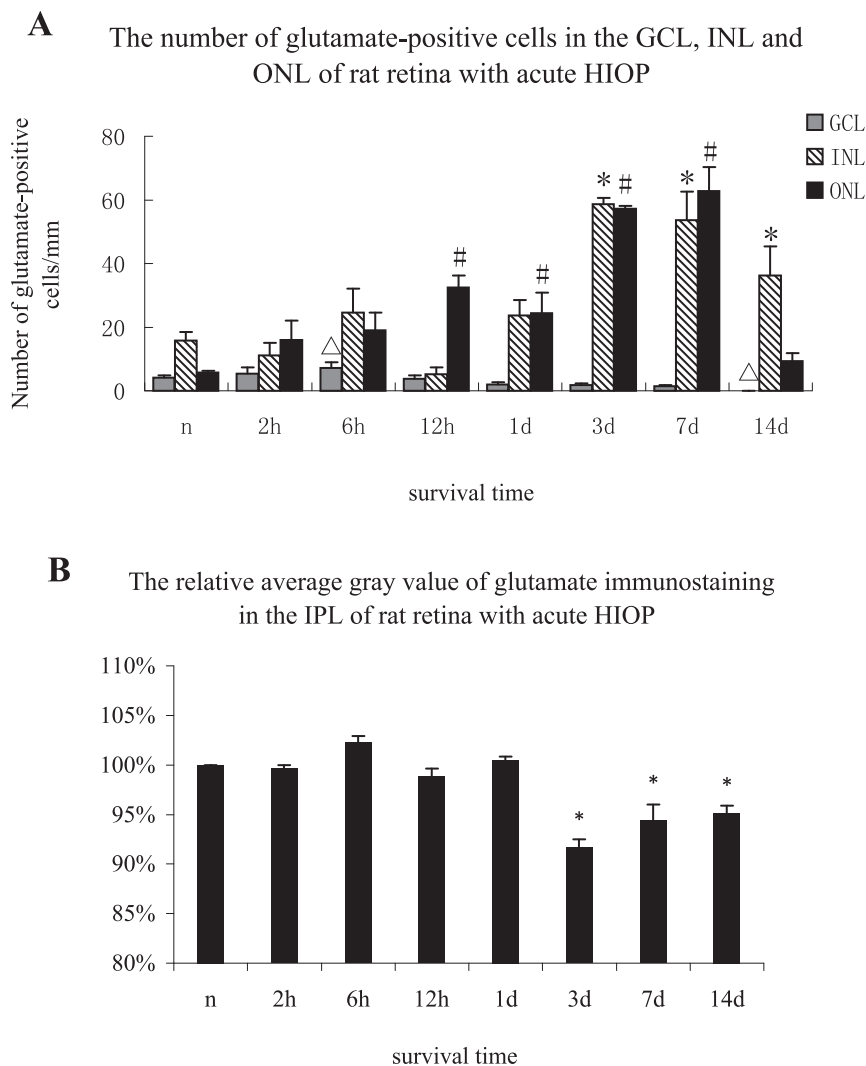 A
The number of glutamate-positive cells in the GCL, INL and
ONL of rat retina with acute HIOP
Number of glutamate-positive
cells/mm
80
60
40
20
0
GCL
INL
ONL
△
#
#
*
#
*
#
△
*
n 2h 6h 12h 1d 3d 7d 14d
survival time
B
The relative average gray value of glutamate immunostaining
in the IPL of rat retina with acute HIOP
110%
105%
100%
95%
90%
85%
80%
* * *
n 2h 6h 12h 1d 3d 7d 14d
survival time